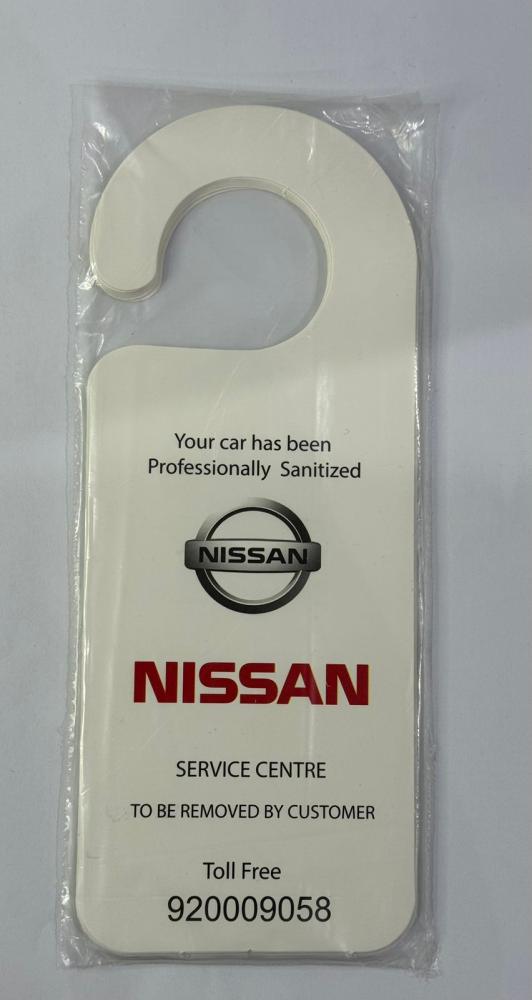 Your car has been
Professionally Sanitized
NISSAN
NISSAN
SERVICE CENTRE
TO BE REMOVED BY CUSTOMER
Toll Free
920009058